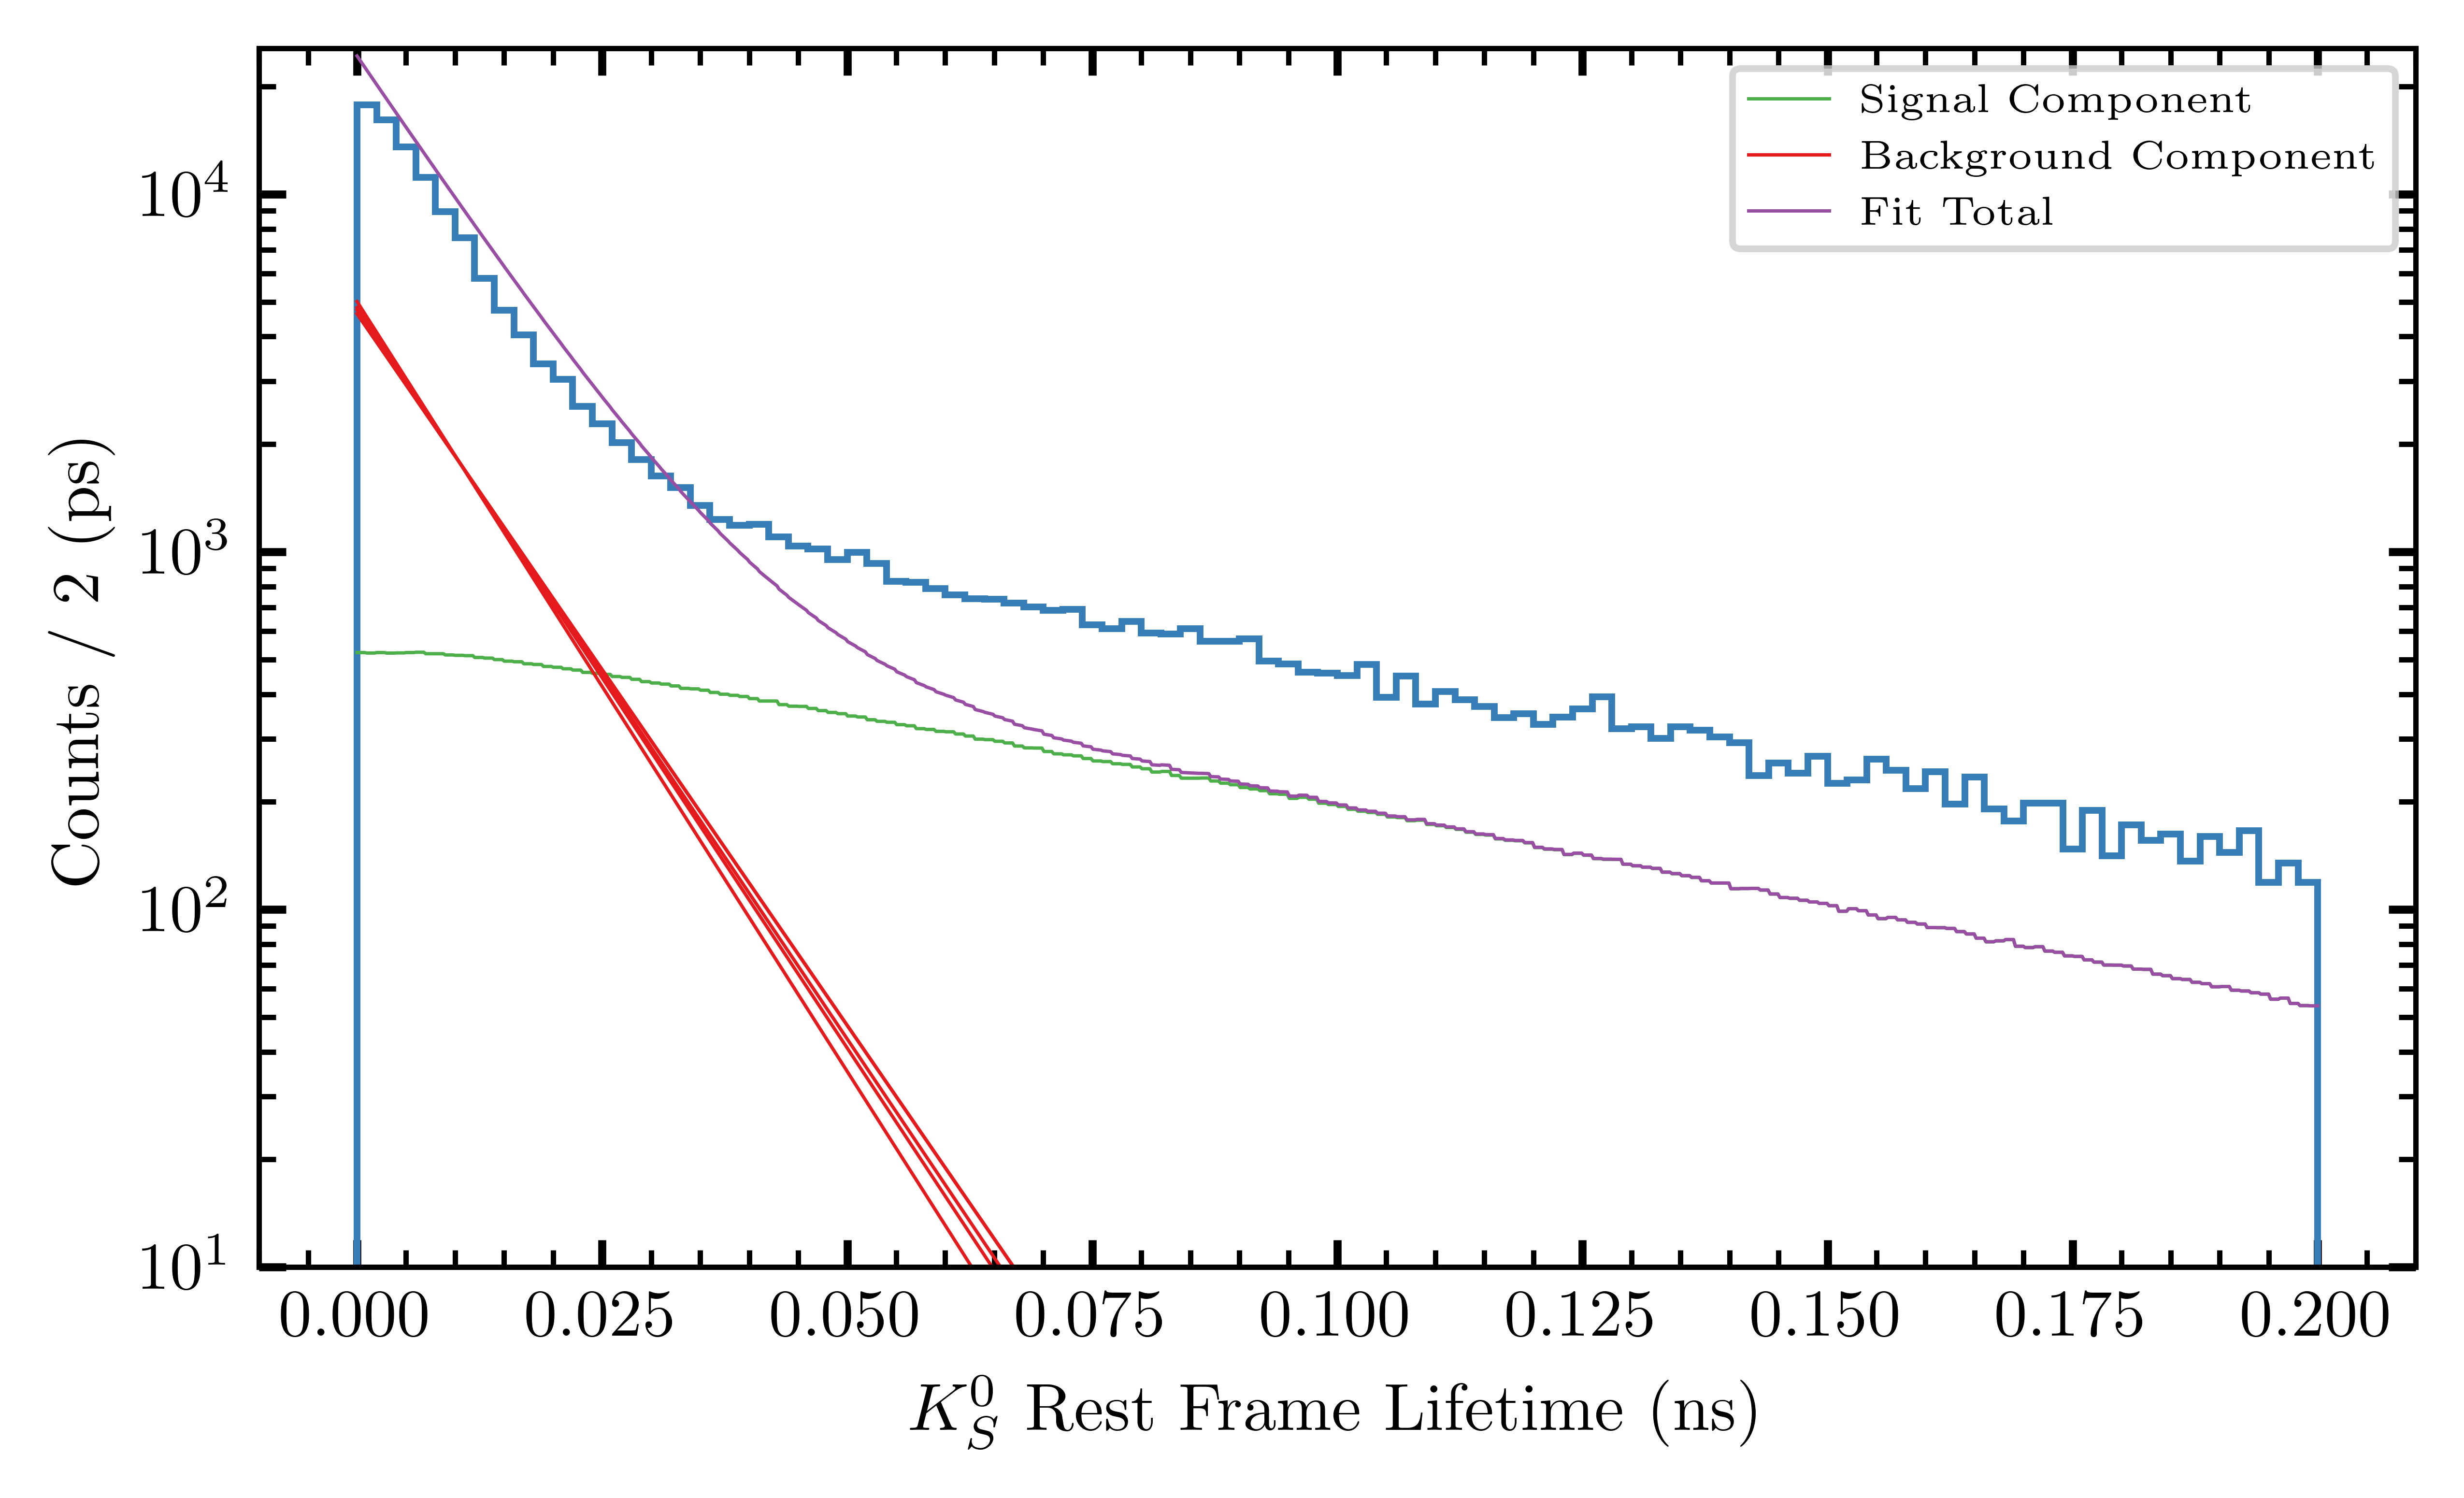 Signal Component
Background Component
Fit Total
Counts / 2 (ps)
10^4
10^3
10^2
10^1
0.000 0.025 0.050 0.075 0.100 0.125 0.150 0.175 0.200
K_S^0 Rest Frame Lifetime (ns)